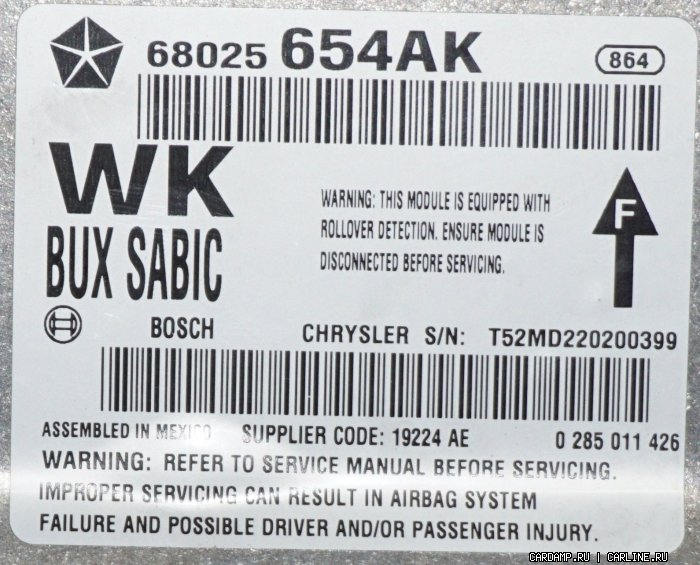 68025 654AK
864
WK
BUX SABIC
WARNING: THIS MODULE IS EQUIPPED WITH
ROLLOVER DETECTION. ENSURE MODULE IS
DISCONNECTED BEFORE SERVICING.
F
BOSCH CHRYSLER S/N: T52MD220200399
ASSEMBLED IN MEXICO SUPPLIER CODE: 19224 AE 0 285 011 426
WARNING: REFER TO SERVICE MANUAL BEFORE SERVICING.
IMPROPER SERVICING CAN RESULT IN AIRBAG SYSTEM
FAILURE AND POSSIBLE DRIVER AND/OR PASSENGER INJURY.
CARDAMP.RU | CARLINE.RU